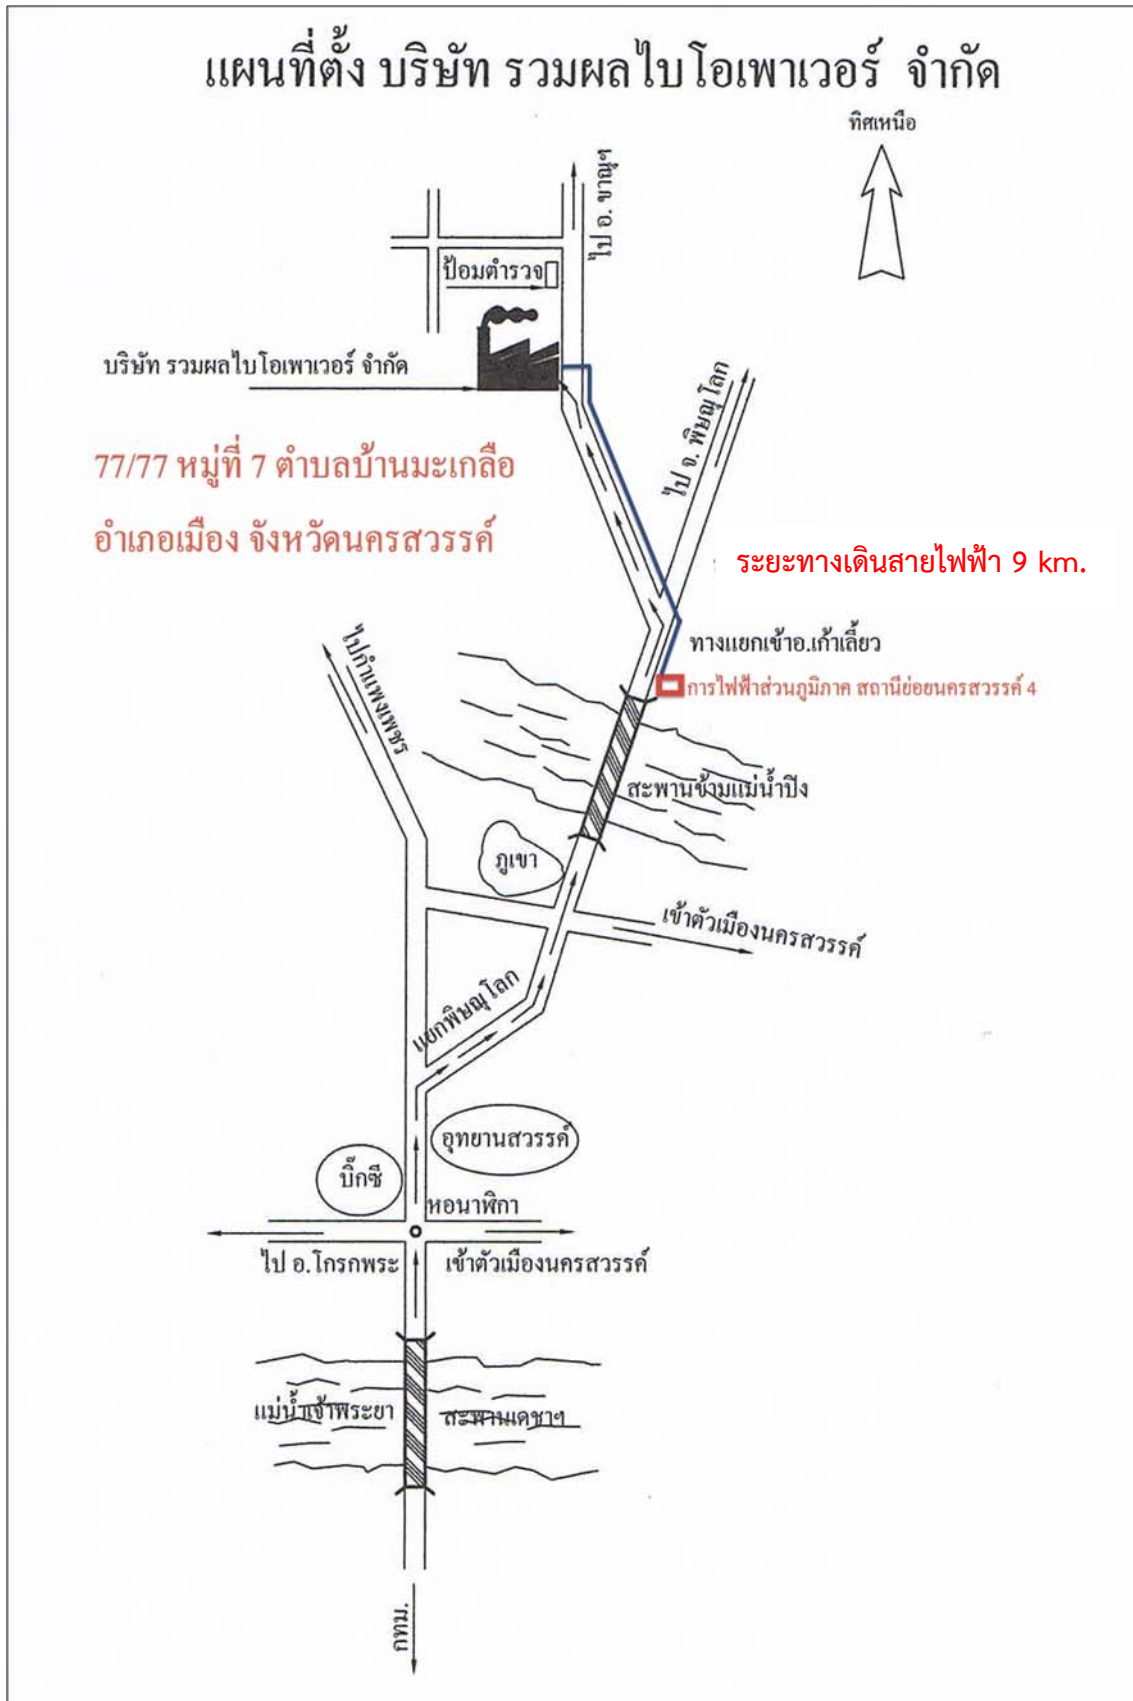 แผนที่ตั้ง บริษัท รวมผลไบโอเพาเวอร์ จำกัด
ทิศเหนือ
ไป อ. ขาณุฯ
ป้อมตำรวจ
บริษัท รวมผลไบโอเพาเวอร์ จำกัด
77/77 หมู่ที่ 7 ตำบลบ้านมะเกลือ
อำเภอเมือง จังหวัดนครสวรรค์
ไป จ. พิษณุโลก
ระยะทางเดินสายไฟฟ้า 9 km.
ทางแยกเข้าอ.เก้าเลี้ยว
การไฟฟ้าส่วนภูมิภาค สถานีย่อยนครสวรรค์ 4
ไปกำแพงเพชร
สะพานข้ามแม่น้ำปิง
ภูเขา
เข้าตัวเมืองนครสวรรค์
แยกพิษณุโลก
อุทยานสวรรค์
บิ๊กซี
หอนาฬิกา
ไป อ.โกรกพระ
เข้าตัวเมืองนครสวรรค์
แม่น้ำเจ้าพระยา
สะพานเดชาฯ
กทม.